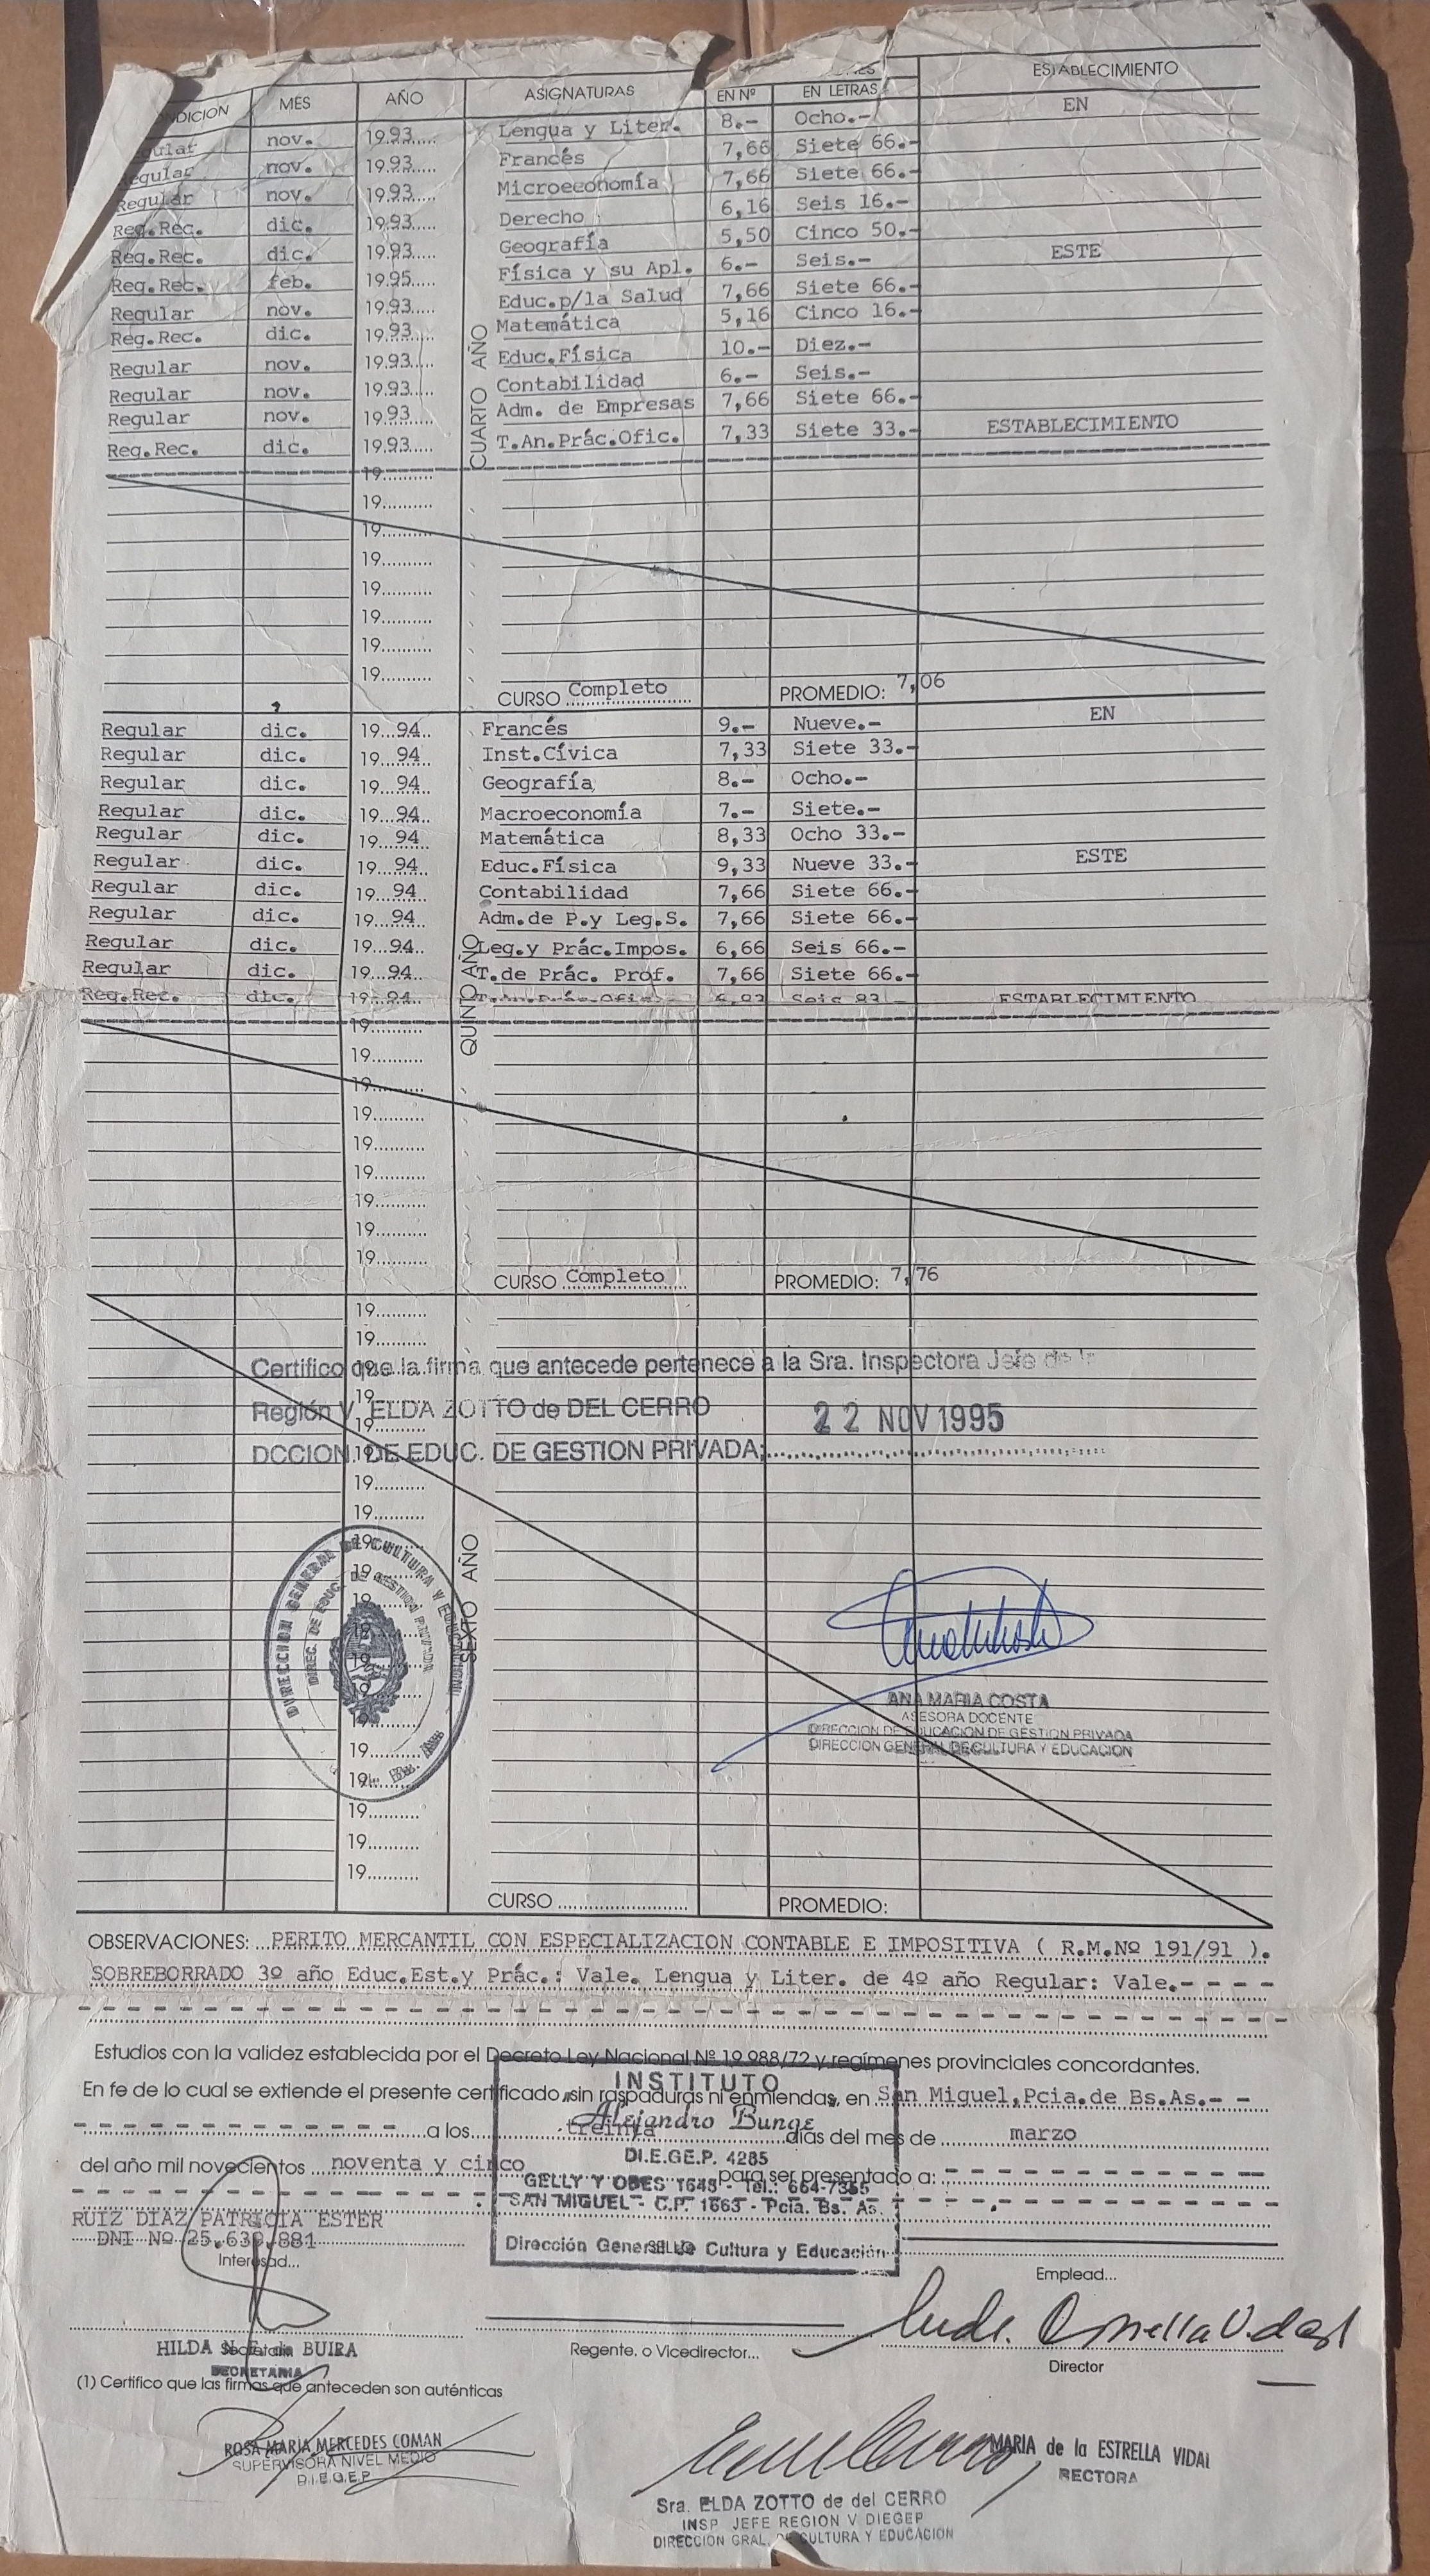 ESTABLECIMIENTO
NDICION MES AÑO ASIGNATURAS EN Nº EN LETRAS
gular nov. 1993 Lengua y Liter. 8.- Ocho.- EN
egular nov. 1993 Francés 7,66 Siete 66.-
Regular nov. 1993 Microeconomía 7,66 Siete 66.-
Reg.Rec. dic. 1993 Derecho 6,16 Seis 16.-
Reg.Rec. dic. 1993 Geografía 5,50 Cinco 50.- ESTE
Reg.Rec. feb. 1995 Física y su Apl. 6.- Seis.-
Regular nov. 1993 Educ.p/la Salud 7,66 Siete 66.-
Reg.Rec. dic. 1993 Matemática 5,16 Cinco 16.-
Regular nov. 1993 Educ.Física 10.- Diez.-
Regular nov. 1993 Contabilidad 6.- Seis.-
Regular nov. 1993 Adm. de Empresas 7,66 Siete 66.-
Reg.Rec. dic. 1993 T.An.Prác.Ofic. 7,33 Siete 33.- ESTABLECIMIENTO
CUARTO AÑO
19..........
19..........
19..........
19..........
19..........
19..........
19..........
19..........
CURSO Completo PROMEDIO: 7,06
Regular dic. 1994 Francés 9.- Nueve.- EN
Regular dic. 1994 Inst.Cívica 7,33 Siete 33.-
Regular dic. 1994 Geografía 8.- Ocho.-
Regular dic. 1994 Macroeconomía 7.- Siete.-
Regular dic. 1994 Matemática 8,33 Ocho 33.-
Regular dic. 1994 Educ.Física 9,33 Nueve 33.- ESTE
Regular dic. 1994 Contabilidad 7,66 Siete 66.-
Regular dic. 1994 Adm.de P.y Leg.S. 7,66 Siete 66.-
Regular dic. 1994 Leg.y Prác.Impos. 6,66 Seis 66.-
Regular dic. 1994 T.de Prác. Prof. 7,66 Siete 66.-
Reg.Rec. dic. 1994 T.An.Prác.Ofic. Seis ESTABLECIMIENTO
QUINTO AÑO
19..........
19..........
19..........
19..........
19..........
19..........
19..........
19..........
19..........
CURSO Completo PROMEDIO: 7,76
19..........
19..........
Certifico que la firma que antecede pertenece a la Sra. Inspectora Jefe de
Región V ELDA ZOTTO de DEL CERRO 22 NOV 1995
DCCION. DE EDUC. DE GESTION PRIVADA:
19..........
19..........
SEXTO AÑO
DIRECCION GENERAL DE CULTURA Y EDUCACION
DIREC. DE EDUC. DE GESTION PRIVADA
ANA MARIA COSTA
ASESORA DOCENTE
DIRECCION DE EDUCACION DE GESTION PRIVADA
DIRECCION GENERAL DE CULTURA Y EDUCACION
19..........
19..........
19..........
19..........
19..........
CURSO PROMEDIO:
OBSERVACIONES: PERITO MERCANTIL CON ESPECIALIZACION CONTABLE E IMPOSITIVA ( R.M.Nº 191/91 ).
SOBREBORRADO 3º año Educ.Est.y Prác.: Vale. Lengua y Liter. de 4º año Regular: Vale.- - - -
Estudios con la validez establecida por el Decreto Ley Nacional Nº 19.988/72 y regímenes provinciales concordantes.
En fe de lo cual se extiende el presente certificado, sin raspaduras ni enmiendas, en San Miguel,Pcia.de Bs.As.- -
a los treinta días del mes de marzo
del año mil novecientos noventa y cinco para ser presentado a:
INSTITUTO
Alejandro Bunge
DI.E.GE.P. 4285
GELLY Y OBES 1645 - Tel.: 664-7355
SAN MIGUEL - C.P. 1663 - Pcia. Bs. As.
Dirección General de Cultura y Educación
SELLO
RUIZ DIAZ PATRICIA ESTER
DNI Nº 25.630.881
Interesad...
Emplead...
HILDA N. E. de BUIRA
Secretaria
SECRETARIA
Regente, o Vicedirector...
Director
(1) Certifico que las firmas que anteceden son auténticas
ROSA MARIA MERCEDES COMAN
SUPERVISORA NIVEL MEDIO
D.I.E.G.E.P.
MARIA de la ESTRELLA VIDAL
RECTORA
Sra. ELDA ZOTTO de del CERRO
INSP. JEFE REGION V DIEGEP
DIRECCION GRAL. DE CULTURA Y EDUCACION